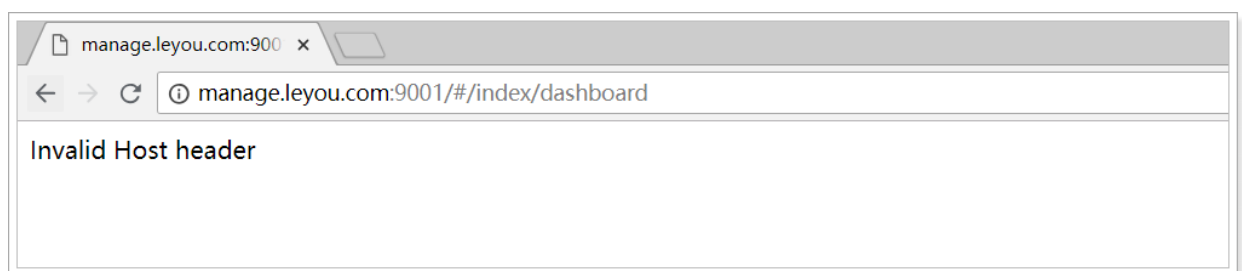 manage.leyou.com:900
manage.leyou.com:9001/#/index/dashboard
Invalid Host header